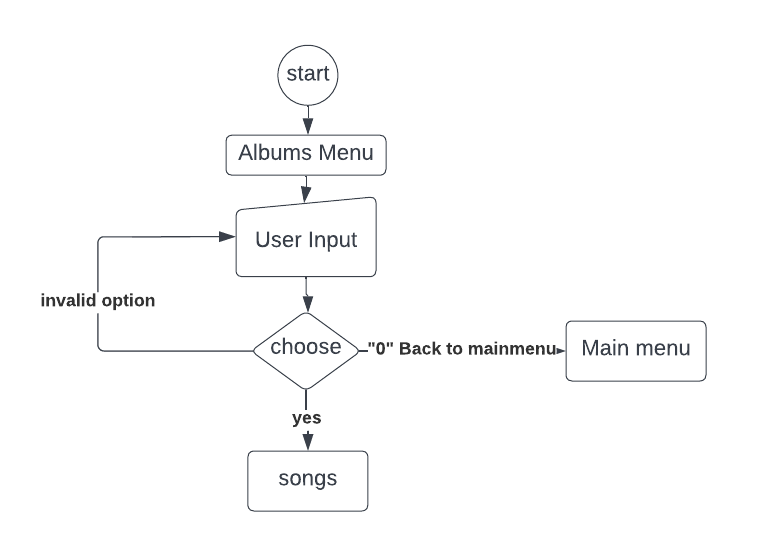 start
Albums Menu
User Input
invalid option
choose
"0" Back to mainmenu
Main menu
yes
songs